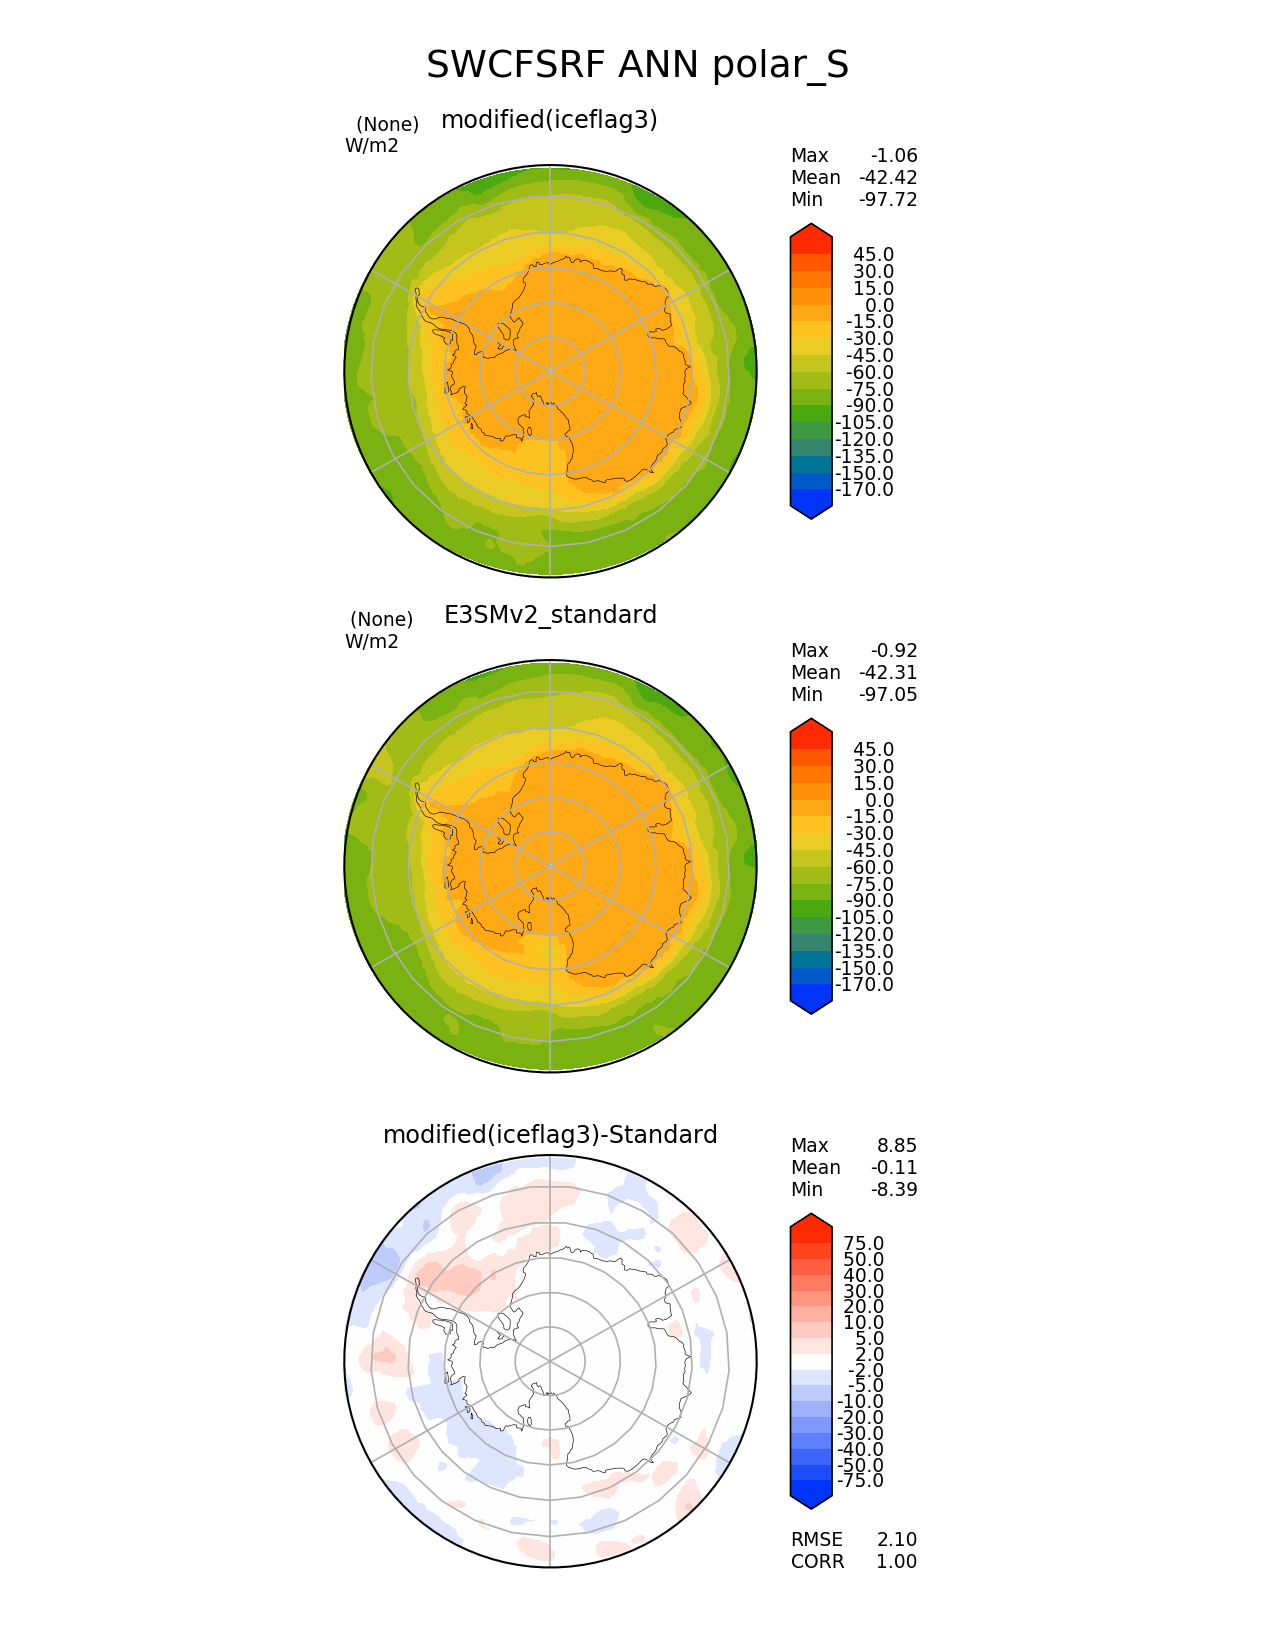 SWCFSRF ANN polar_S
(None)
modified(iceflag3)
W/m2
Max -1.06
Mean -42.42
Min -97.72
45.0
30.0
15.0
0.0
-15.0
-30.0
-45.0
-60.0
-75.0
-90.0
-105.0
-120.0
-135.0
-150.0
-170.0
(None)
E3SMv2_standard
W/m2
Max -0.92
Mean -42.31
Min -97.05
45.0
30.0
15.0
0.0
-15.0
-30.0
-45.0
-60.0
-75.0
-90.0
-105.0
-120.0
-135.0
-150.0
-170.0
modified(iceflag3)-Standard
Max 8.85
Mean -0.11
Min -8.39
75.0
50.0
40.0
30.0
20.0
10.0
5.0
2.0
-2.0
-5.0
-10.0
-20.0
-30.0
-40.0
-50.0
-75.0
RMSE 2.10
CORR 1.00